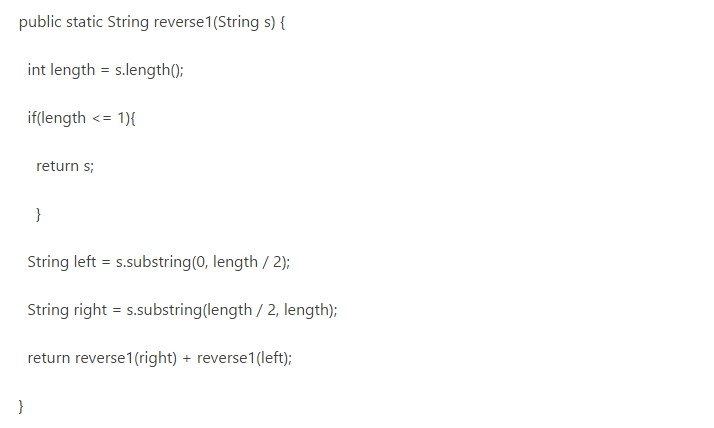 public static String reverse1(String s) {
int length = s.length();
if(length <= 1){
return s;
}
String left = s.substring(0, length / 2);
String right = s.substring(length / 2, length);
return reverse1(right) + reverse1(left);
}